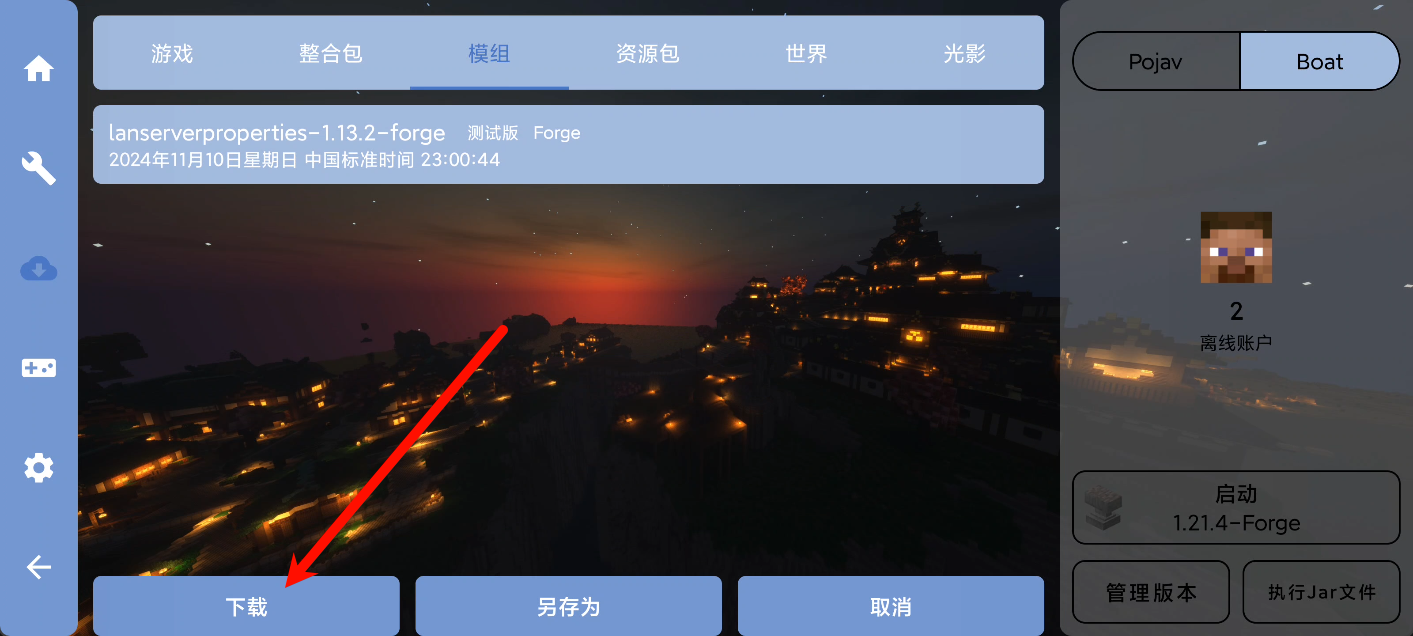 游戏 整合包 模组 资源包 世界 光影
lanserverproperties-1.13.2-forge 测试版 Forge
2024年11月10日星期日 中国标准时间 23:00:44
下载 另存为 取消
Pojav Boat
2
离线账户
启动
1.21.4-Forge
管理版本 执行Jar文件